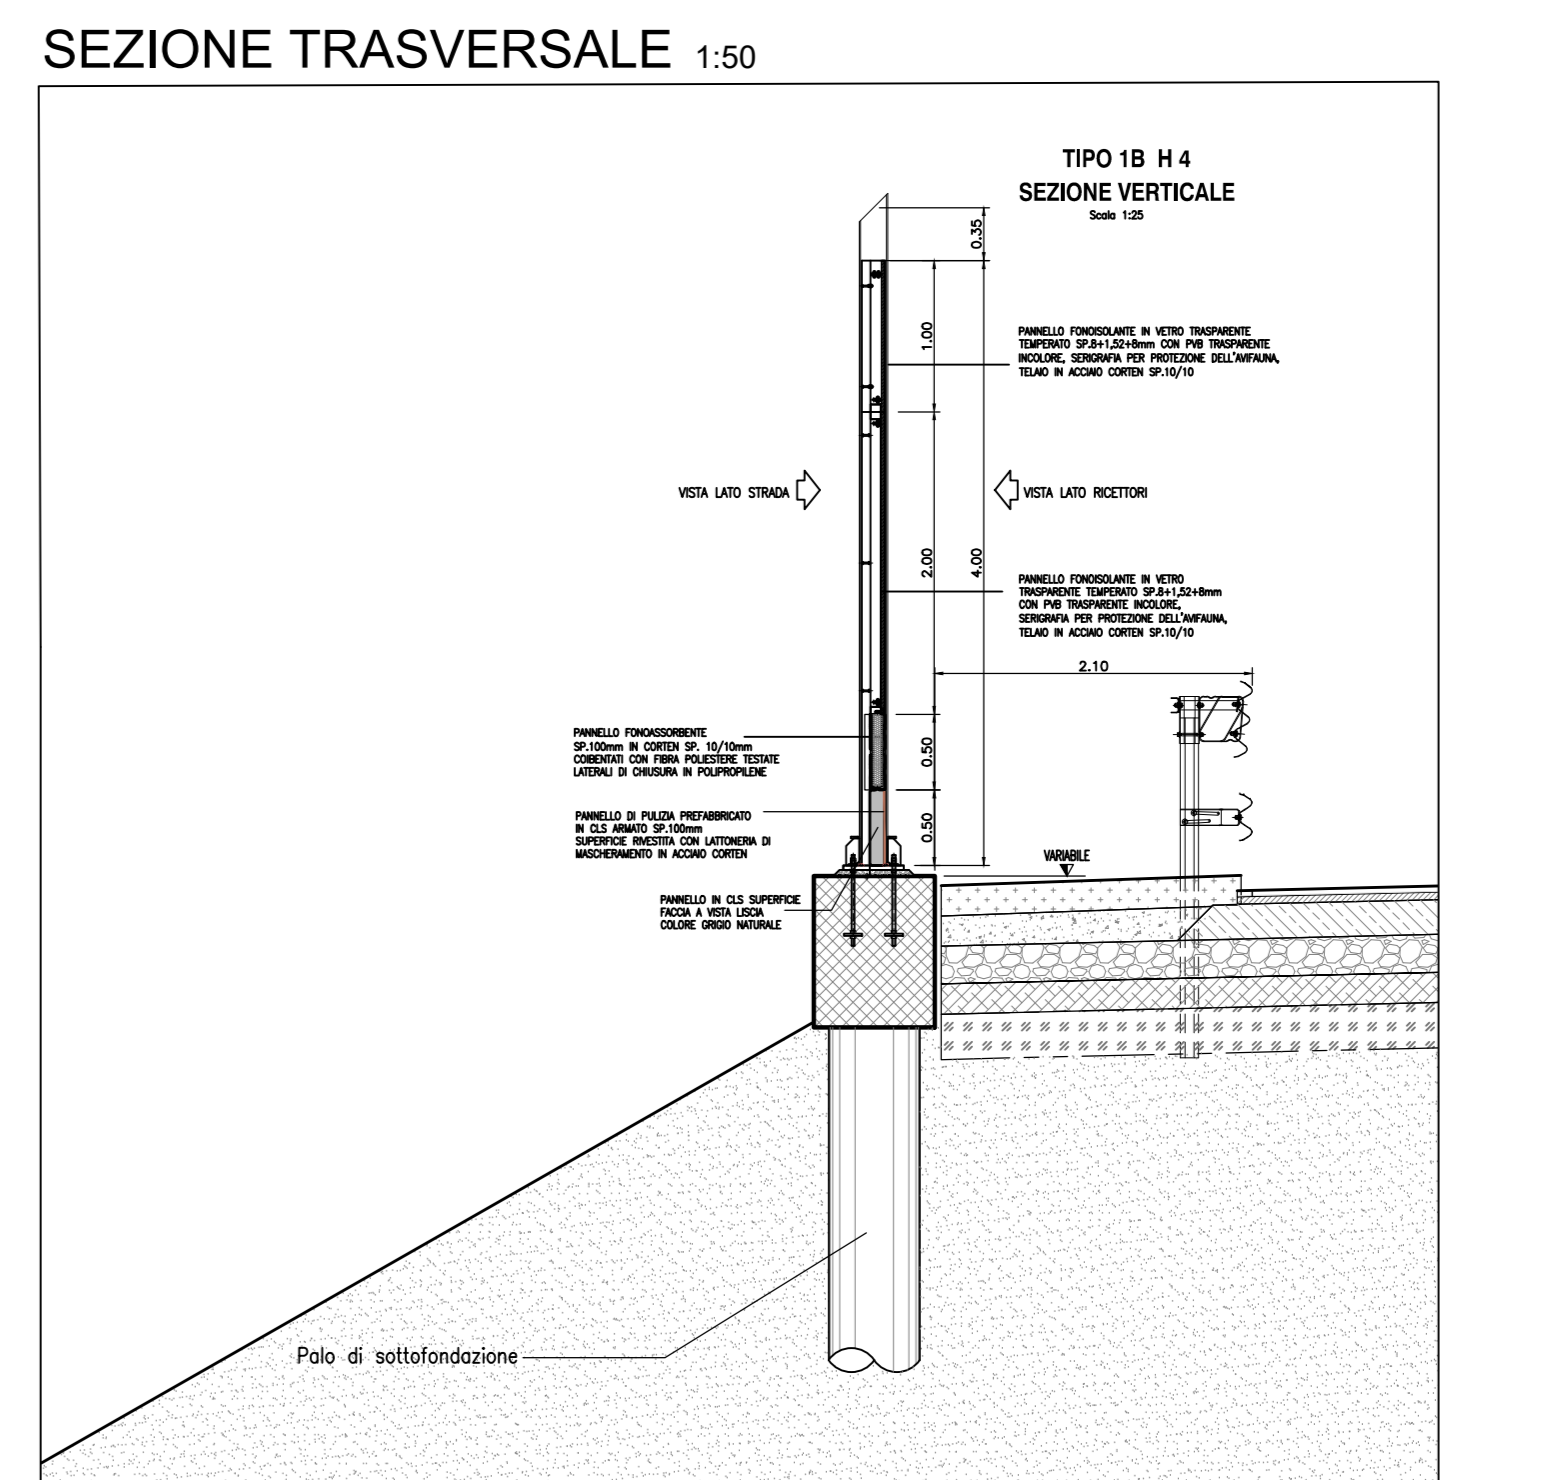 SEZIONE TRASVERSALE 1:50
TIPO 1B H 4
SEZIONE VERTICALE
Scala 1:25
0.35
1.00
PANNELLO FONOISOLANTE IN VETRO TRASPARENTE
TEMPERATO SP.8+1,52+8mm CON PVB TRASPARENTE
INCOLORE, SERIGRAFIA PER PROTEZIONE DELL'AVIFAUNA,
TELAIO IN ACCIAIO CORTEN SP.10/10
VISTA LATO STRADA
VISTA LATO RICETTORI
2.00
4.00
PANNELLO FONOISOLANTE IN VETRO
TRASPARENTE TEMPERATO SP.8+1,52+8mm
CON PVB TRASPARENTE INCOLORE,
SERIGRAFIA PER PROTEZIONE DELL'AVIFAUNA,
TELAIO IN ACCIAIO CORTEN SP.10/10
2.10
PANNELLO FONOASSORBENTE
SP.100mm IN CORTEN SP. 10/10mm
COIBENTATI CON FIBRA POLIESTERE TESTATE
LATERALI DI CHIUSURA IN POLIPROPILENE
0.50
PANNELLO DI PULIZIA PREFABBRICATO
IN CLS ARMATO SP.100mm
SUPERFICIE RIVESTITA CON LATTONERIA DI
MASCHERAMENTO IN ACCIAIO CORTEN
0.50
VARIABILE
PANNELLO IN CLS SUPERFICIE
FACCIA A VISTA LISCIA
COLORE GRIGIO NATURALE
Palo di sottofondazione